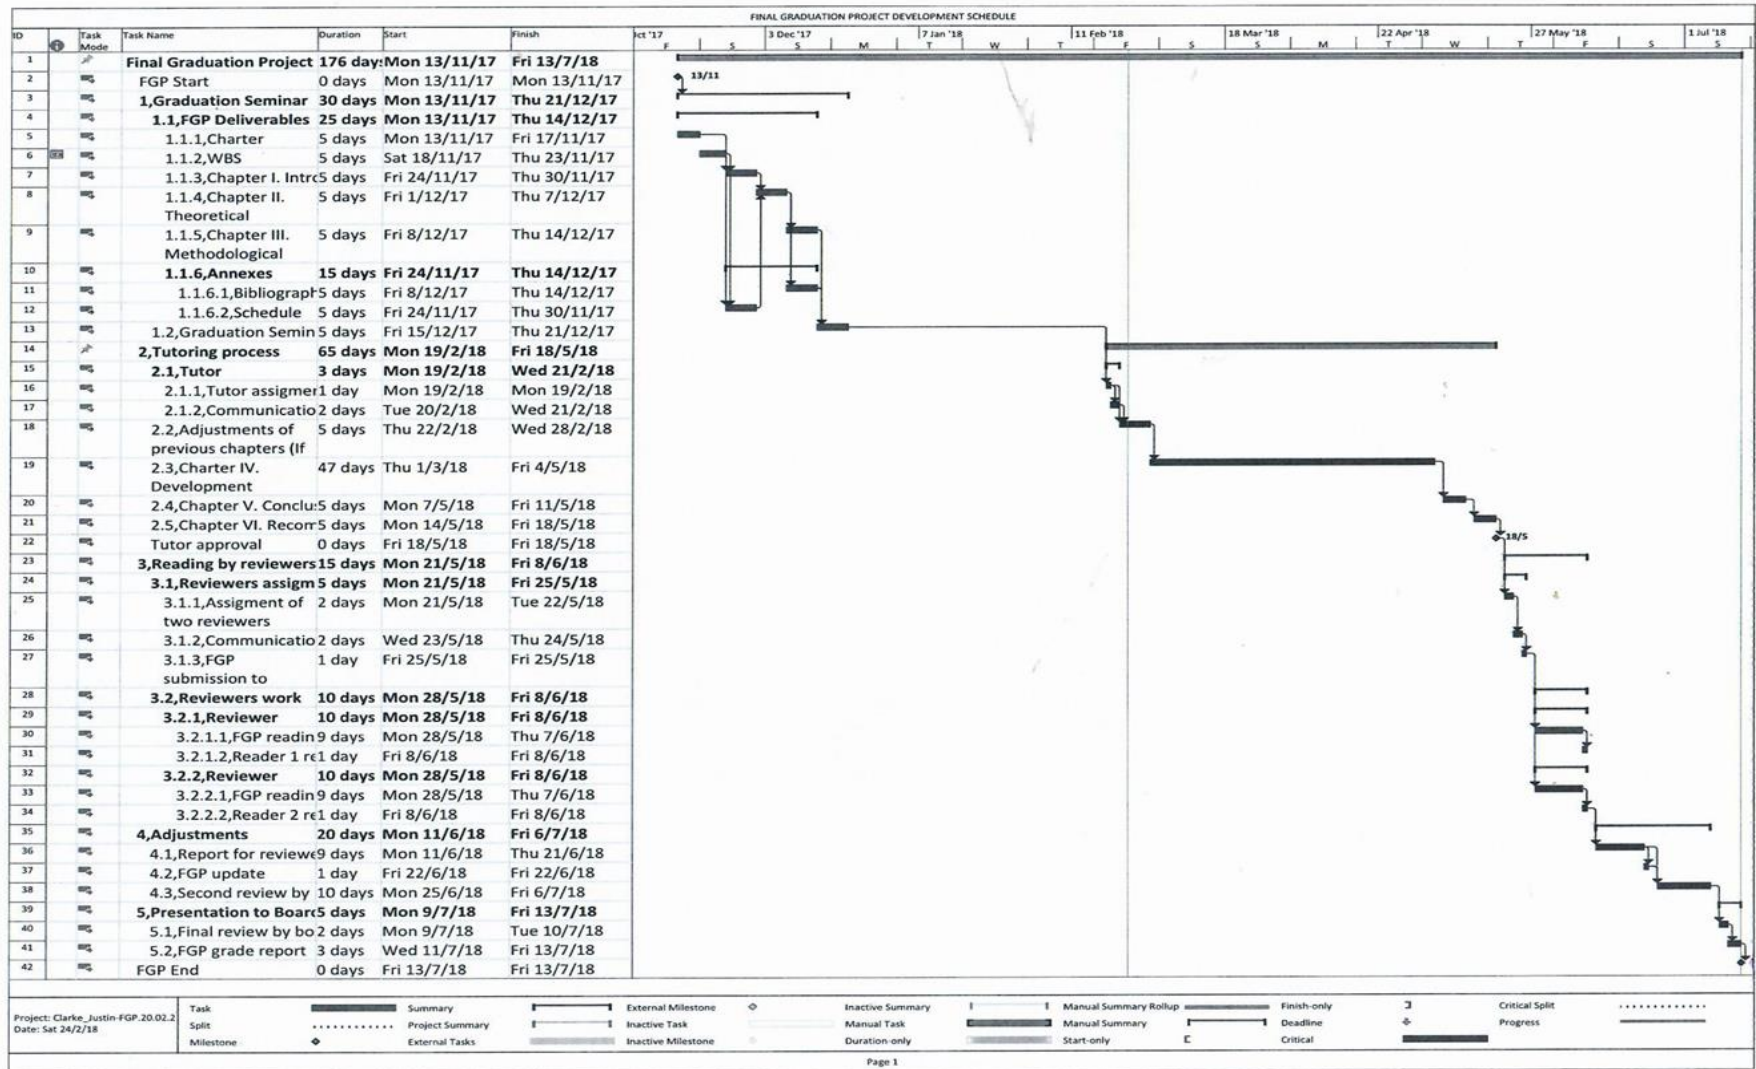 FINAL GRADUATION PROJECT DEVELOPMENT SCHEDULE
ID Task Mode Task Name Duration Start Finish
ct '17 3 Dec '17 7 Jan '18 11 Feb '18 18 Mar '18 22 Apr '18 27 May '18 1 Jul '18
F S S M T W T F S S M T W T F S S
1 Final Graduation Project 176 day: Mon 13/11/17 Fri 13/7/18
2 FGP Start 0 days Mon 13/11/17 Mon 13/11/17
13/11
3 1,Graduation Seminar 30 days Mon 13/11/17 Thu 21/12/17
4 1.1,FGP Deliverables 25 days Mon 13/11/17 Thu 14/12/17
5 1.1.1,Charter 5 days Mon 13/11/17 Fri 17/11/17
6 1.1.2,WBS 5 days Sat 18/11/17 Thu 23/11/17
7 1.1.3,Chapter I. Intro 5 days Fri 24/11/17 Thu 30/11/17
8 1.1.4,Chapter II. 5 days Fri 1/12/17 Thu 7/12/17
Theoretical
9 1.1.5,Chapter III. 5 days Fri 8/12/17 Thu 14/12/17
Methodological
10 1.1.6,Annexes 15 days Fri 24/11/17 Thu 14/12/17
11 1.1.6.1,Bibliograph 5 days Fri 8/12/17 Thu 14/12/17
12 1.1.6.2,Schedule 5 days Fri 24/11/17 Thu 30/11/17
13 1.2,Graduation Semin 5 days Fri 15/12/17 Thu 21/12/17
14 2,Tutoring process 65 days Mon 19/2/18 Fri 18/5/18
15 2.1,Tutor 3 days Mon 19/2/18 Wed 21/2/18
16 2.1.1,Tutor assigmer 1 day Mon 19/2/18 Mon 19/2/18
17 2.1.2,Communicatio 2 days Tue 20/2/18 Wed 21/2/18
18 2.2,Adjustments of 5 days Thu 22/2/18 Wed 28/2/18
previous chapters (If
19 2.3,Charter IV. 47 days Thu 1/3/18 Fri 4/5/18
Development
20 2.4,Chapter V. Conclu: 5 days Mon 7/5/18 Fri 11/5/18
21 2.5,Chapter VI. Recom 5 days Mon 14/5/18 Fri 18/5/18
22 Tutor approval 0 days Fri 18/5/18 Fri 18/5/18
18/5
23 3,Reading by reviewers 15 days Mon 21/5/18 Fri 8/6/18
24 3.1,Reviewers assigm 5 days Mon 21/5/18 Fri 25/5/18
25 3.1.1,Assigment of 2 days Mon 21/5/18 Tue 22/5/18
two reviewers
26 3.1.2,Communicatio 2 days Wed 23/5/18 Thu 24/5/18
27 3.1.3,FGP 1 day Fri 25/5/18 Fri 25/5/18
submission to
28 3.2,Reviewers work 10 days Mon 28/5/18 Fri 8/6/18
29 3.2.1,Reviewer 10 days Mon 28/5/18 Fri 8/6/18
30 3.2.1.1,FGP readin 9 days Mon 28/5/18 Thu 7/6/18
31 3.2.1.2,Reader 1 re 1 day Fri 8/6/18 Fri 8/6/18
32 3.2.2,Reviewer 10 days Mon 28/5/18 Fri 8/6/18
33 3.2.2.1,FGP readin 9 days Mon 28/5/18 Thu 7/6/18
34 3.2.2.2,Reader 2 re 1 day Fri 8/6/18 Fri 8/6/18
35 4,Adjustments 20 days Mon 11/6/18 Fri 6/7/18
36 4.1,Report for reviewe 9 days Mon 11/6/18 Thu 21/6/18
37 4.2,FGP update 1 day Fri 22/6/18 Fri 22/6/18
38 4.3,Second review by 10 days Mon 25/6/18 Fri 6/7/18
39 5,Presentation to Board 5 days Mon 9/7/18 Fri 13/7/18
40 5.1,Final review by bo 2 days Mon 9/7/18 Tue 10/7/18
41 5.2,FGP grade report 3 days Wed 11/7/18 Fri 13/7/18
42 FGP End 0 days Fri 13/7/18 Fri 13/7/18
Project: Clarke_Justin-FGP.20.02.2
Date: Sat 24/2/18
Task Summary External Milestone Inactive Summary Manual Summary Rollup Finish-only Critical Split
Split Project Summary Inactive Task Manual Task Manual Summary Deadline Progress
Milestone External Tasks Inactive Milestone Duration-only Start-only Critical
Page 1